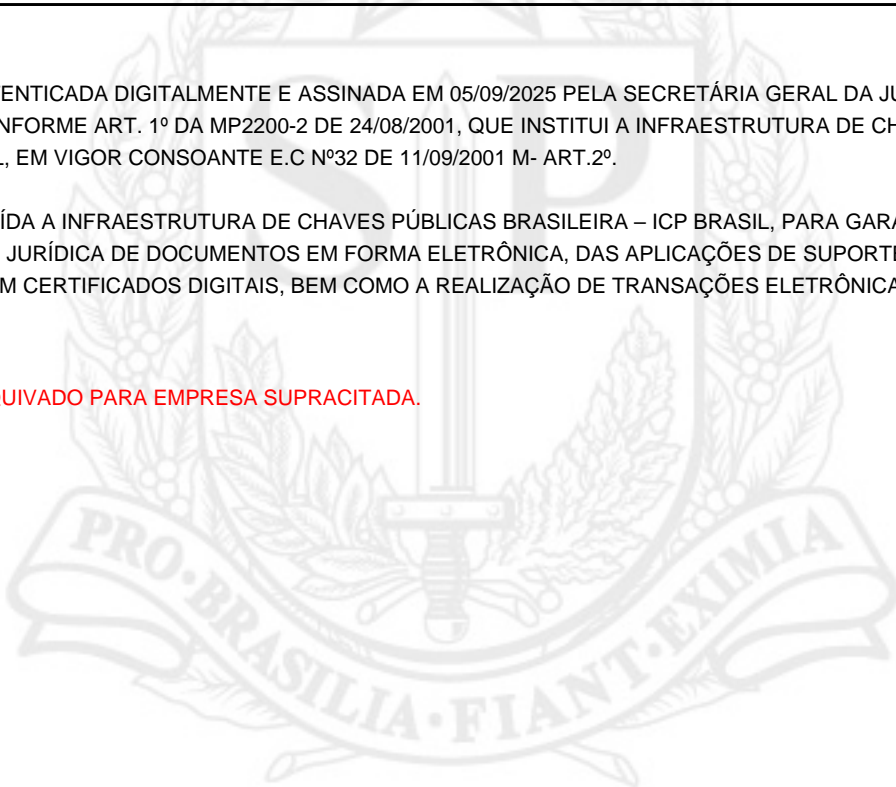 ENTICADA DIGITALMENTE E ASSINADA EM 05/09/2025 PELA SECRETÁRIA GERAL DA JU
NFORME ART. 1º DA MP2200-2 DE 24/08/2001, QUE INSTITUI A INFRAESTRUTURA DE CH
L, EM VIGOR CONSOANTE E.C Nº32 DE 11/09/2001 M- ART.2º.
ÍDA A INFRAESTRUTURA DE CHAVES PÚBLICAS BRASILEIRA – ICP BRASIL, PARA GARA
JURÍDICA DE DOCUMENTOS EM FORMA ELETRÔNICA, DAS APLICAÇÕES DE SUPORTE
M CERTIFICADOS DIGITAIS, BEM COMO A REALIZAÇÃO DE TRANSAÇÕES ELETRÔNICA
UIVADO PARA EMPRESA SUPRACITADA.
SP
PRO·BRASILIA·FIANT·EXIMIA